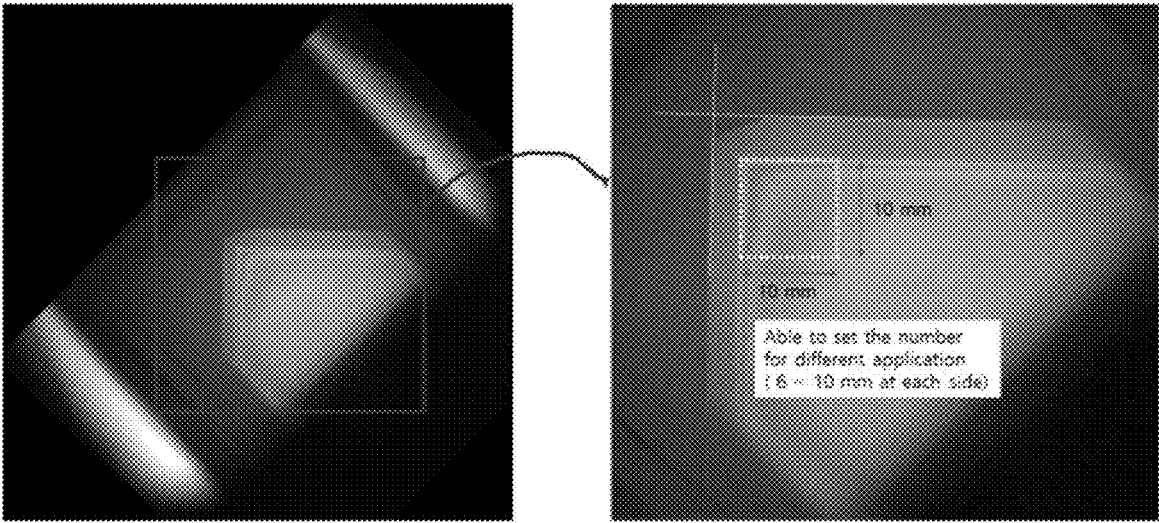 10 mm
10 mm
Able to set the number
for different application
( 6 ~ 10 mm at each side)